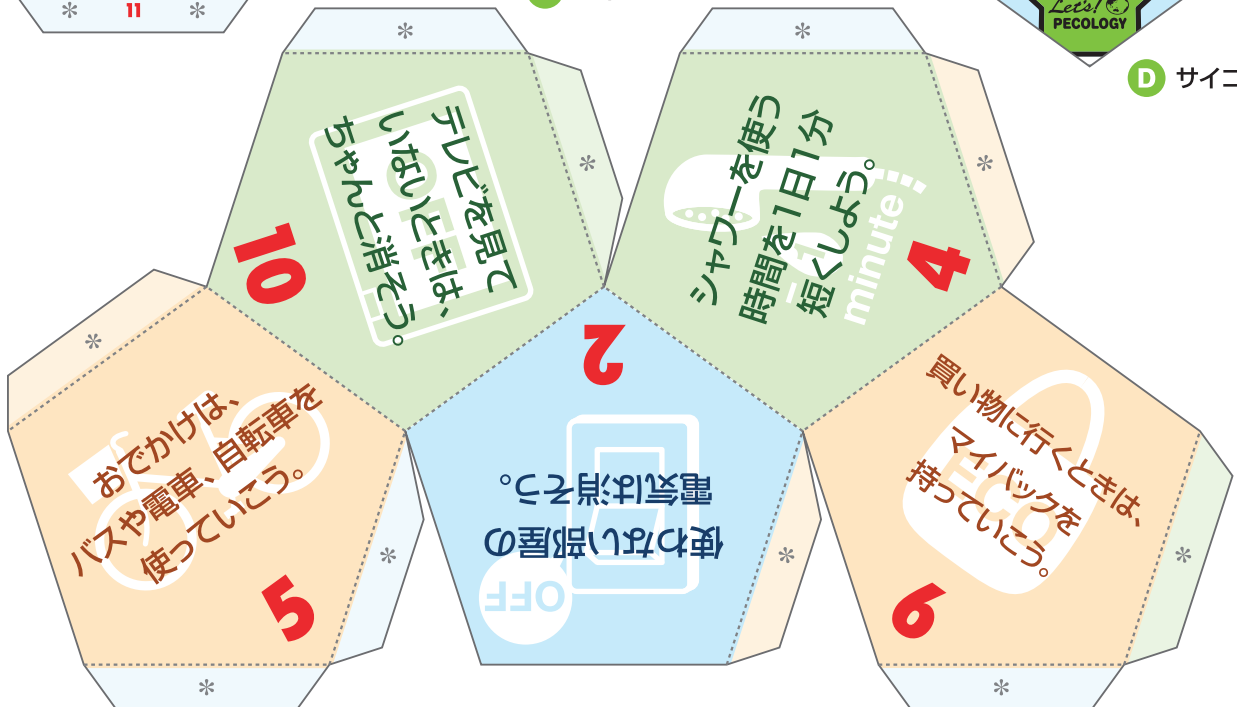 * 11 *
Let's!
PECOLOGY
D サイコ
*
*
テレビを見て
いないときは、
ちゃんと消そう。
10
*
*
シャワーを使う
時間を1日1分
短くしよう。
1
minute
4
*
おでかけは、
バスや電車、自転車を
使っていこう。
5
*
*
2
使わない部屋の
電気は消そう。
OFF
*
買い物に行くときは、
マイバックを
持っていこう。
ECO
6
*
*